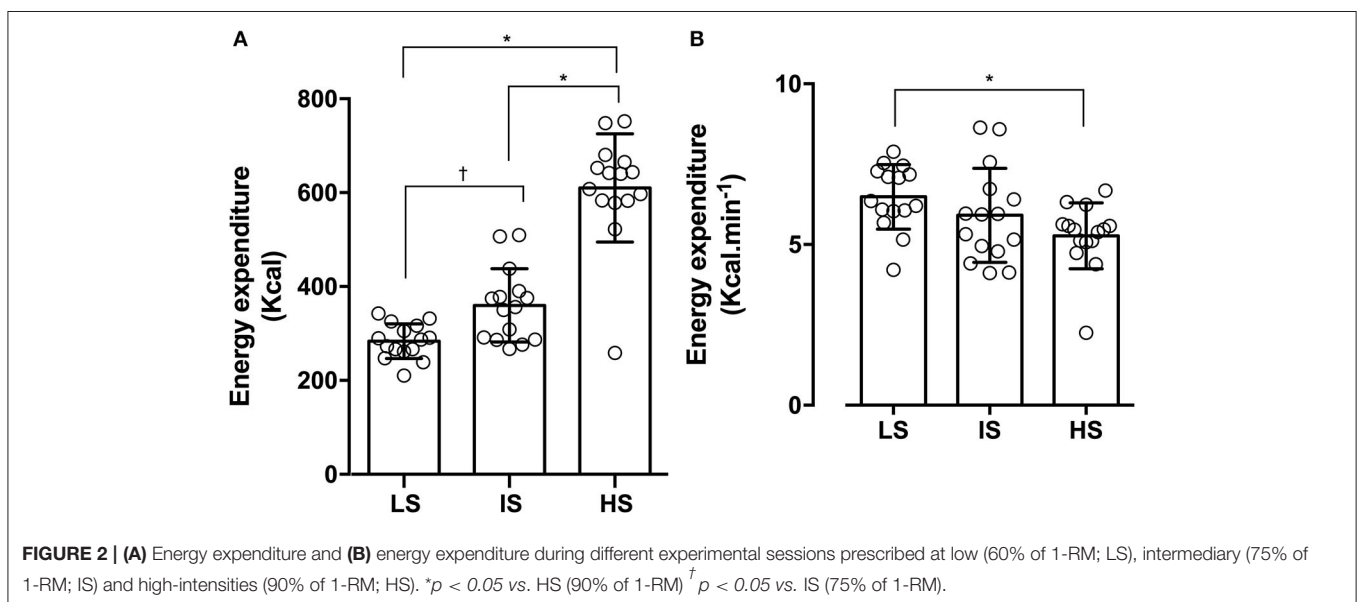 A
*
*
†
800
600
400
200
0
Energy expenditure
(Kcal)
LS IS HS
B
*
10
5
0
Energy expenditure
(Kcal.min⁻¹)
LS IS HS
FIGURE 2 | (A) Energy expenditure and (B) energy expenditure during different experimental sessions prescribed at low (60% of 1-RM; LS), intermediary (75% of
1-RM; IS) and high-intensities (90% of 1-RM; HS). *p < 0.05 vs. HS (90% of 1-RM) † p < 0.05 vs. IS (75% of 1-RM).